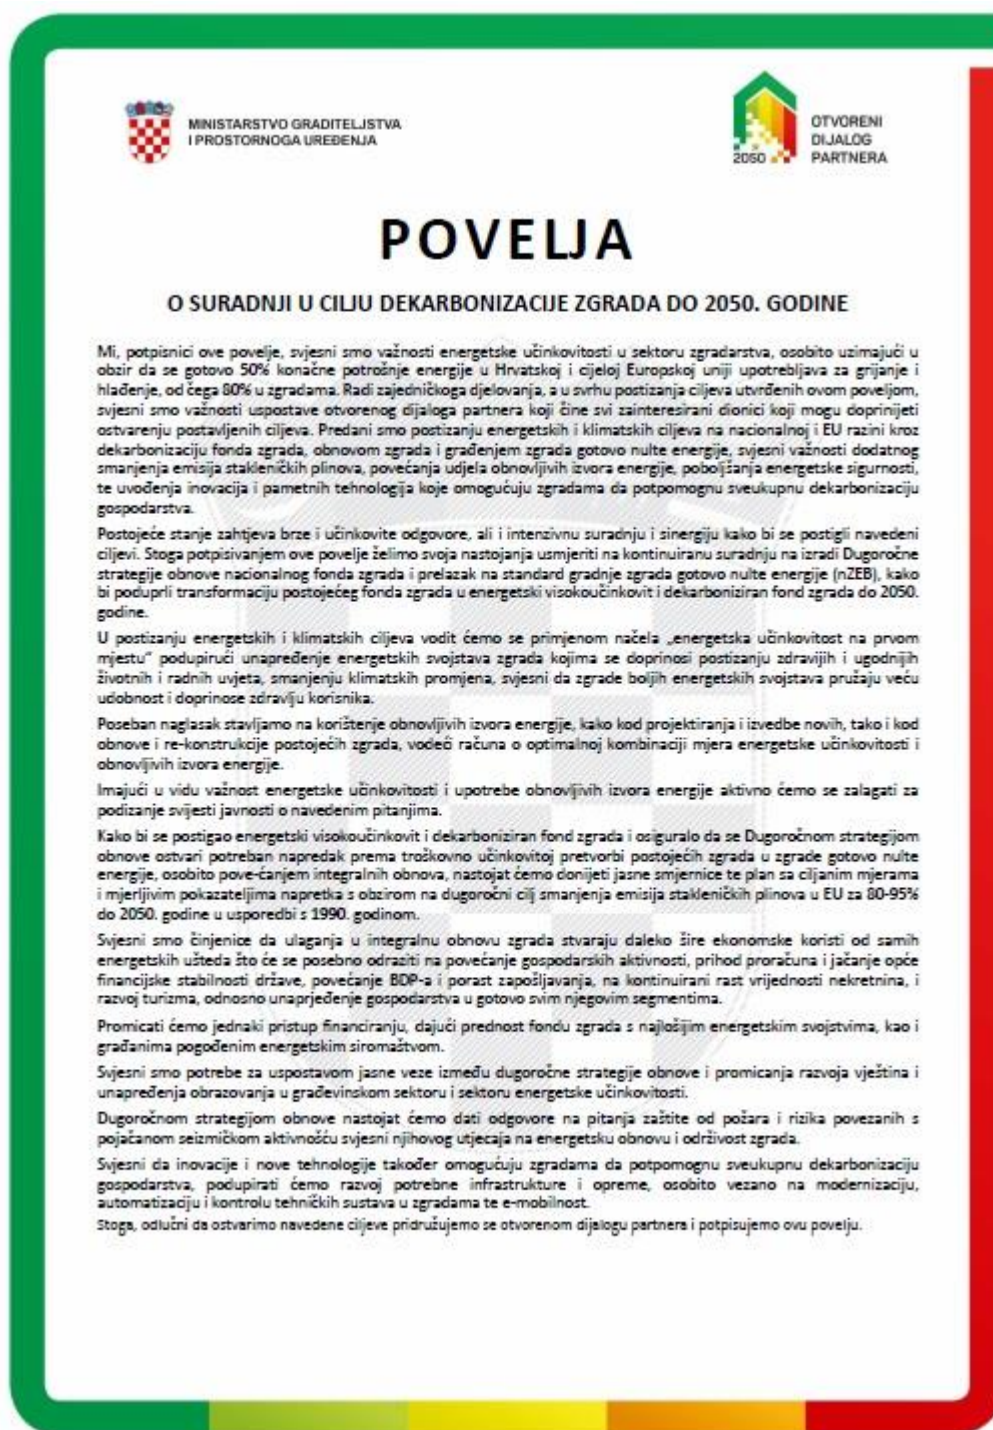 MINISTARSTVO GRADITELJSTVA
I PROSTORNOGA UREĐENJA
2050
OTVORENI
DIJALOG
PARTNERA
POVELJA
O SURADNJI U CILJU DEKARBONIZACIJE ZGRADA DO 2050. GODINE
Mi, potpisnici ove povelje, svjesni smo važnosti energetske učinkovitosti u sektoru zgradarstva, osobito uzimajući u
obzir da se gotovo 50% konačne potrošnje energije u Hrvatskoj i cijeloj Europskoj uniji upotrebljava za grijanje i
hlađenje, od čega 80% u zgradama. Radi zajedničkoga djelovanja, a u svrhu postizanja ciljeva utvrđenih ovom poveljom,
svjesni smo važnosti uspostave otvorenog dijaloga partnera koji čine svi zainteresirani dionici koji mogu doprinijeti
ostvarenju postavljenih ciljeva. Predani smo postizanju energetskih i klimatskih ciljeva na nacionalnoj i EU razini kroz
dekarbonizaciju fonda zgrada, obnovom zgrada i građenjem zgrada gotovo nulte energije, svjesni važnosti dodatnog
smanjenja emisija stakleničkih plinova, povećanja udjela obnovljivih izvora energije, poboljšanja energetske sigurnosti,
te uvođenja inovacija i pametnih tehnologija koje omogućuju zgradama da potpomognu sveukupnu dekarbonizaciju
gospodarstva.
Postojeće stanje zahtjeva brze i učinkovite odgovore, ali i intenzivnu suradnju i sinergiju kako bi se postigli navedeni
ciljevi. Stoga potpisivanjem ove povelje želimo svoja nastojanja usmjeriti na kontinuiranu suradnju na izradi Dugoročne
strategije obnove nacionalnog fonda zgrada i prelazak na standard gradnje zgrada gotovo nulte energije (nZEB), kako
bi poduprli transformaciju postojećeg fonda zgrada u energetski visokoučinkovit i dekarboniziran fond zgrada do 2050.
godine.
U postizanju energetskih i klimatskih ciljeva vodit ćemo se primjenom načela „energetska učinkovitost na prvom
mjestu“ podupirući unapređenje energetskih svojstava zgrada kojima se doprinosi postizanju zdravijih i ugodnijih
životnih i radnih uvjeta, smanjenju klimatskih promjena, svjesni da zgrade boljih energetskih svojstava pružaju veću
udobnost i doprinose zdravlju korisnika.
Poseban naglasak stavljamo na korištenje obnovljivih izvora energije, kako kod projektiranja i izvedbe novih, tako i kod
obnove i re-konstrukcije postojećih zgrada, vodeći računa o optimalnoj kombinaciji mjera energetske učinkovitosti i
obnovljivih izvora energije.
Imajući u vidu važnost energetske učinkovitosti i upotrebe obnovljivih izvora energije aktivno ćemo se zalagati za
podizanje svijesti javnosti o navedenim pitanjima.
Kako bi se postigao energetski visokoučinkovit i dekarboniziran fond zgrada i osiguralo da se Dugoročnom strategijom
obnove ostvari potreban napredak prema troškovno učinkovitoj pretvorbi postojećih zgrada u zgrade gotovo nulte
energije, osobito pove-ćanjem integralnih obnova, nastojat ćemo donijeti jasne smjernice te plan sa ciljanim mjerama
i mjerljivim pokazateljima napretka s obzirom na dugoročni cilj smanjenja emisija stakleničkih plinova u EU za 80-95%
do 2050. godine u usporedbi s 1990. godinom.
Svjesni smo činjenice da ulaganja u integralnu obnovu zgrada stvaraju daleko šire ekonomske koristi od samih
energetskih ušteda što će se posebno odraziti na povećanje gospodarskih aktivnosti, prihod proračuna i jačanje opće
financijske stabilnosti države, povećanje BDP-a i porast zapošljavanja, na kontinuirani rast vrijednosti nekretnina, i
razvoj turizma, odnosno unaprjeđenje gospodarstva u gotovo svim njegovim segmentima.
Promicati ćemo jednaki pristup financiranju, dajući prednost fondu zgrada s najlošijim energetskim svojstvima, kao i
građanima pogođenim energetskim siromaštvom.
Svjesni smo potrebe za uspostavom jasne veze između dugoročne strategije obnove i promicanja razvoja vještina i
unapređenja obrazovanja u građevinskom sektoru i sektoru energetske učinkovitosti.
Dugoročnom strategijom obnove nastojat ćemo dati odgovore na pitanja zaštite od požara i rizika povezanih s
pojačanom seizmičkom aktivnošću svjesni njihovog utjecaja na energetsku obnovu i održivost zgrada.
Svjesni da inovacije i nove tehnologije također omogućuju zgradama da potpomognu sveukupnu dekarbonizaciju
gospodarstva, podupirati ćemo razvoj potrebne infrastrukture i opreme, osobito vezano na modernizaciju,
automatizaciju i kontrolu tehničkih sustava u zgradama te e-mobilnost.
Stoga, odlučni da ostvarimo navedene ciljeve pridružujemo se otvorenom dijalogu partnera i potpisujemo ovu povelju.